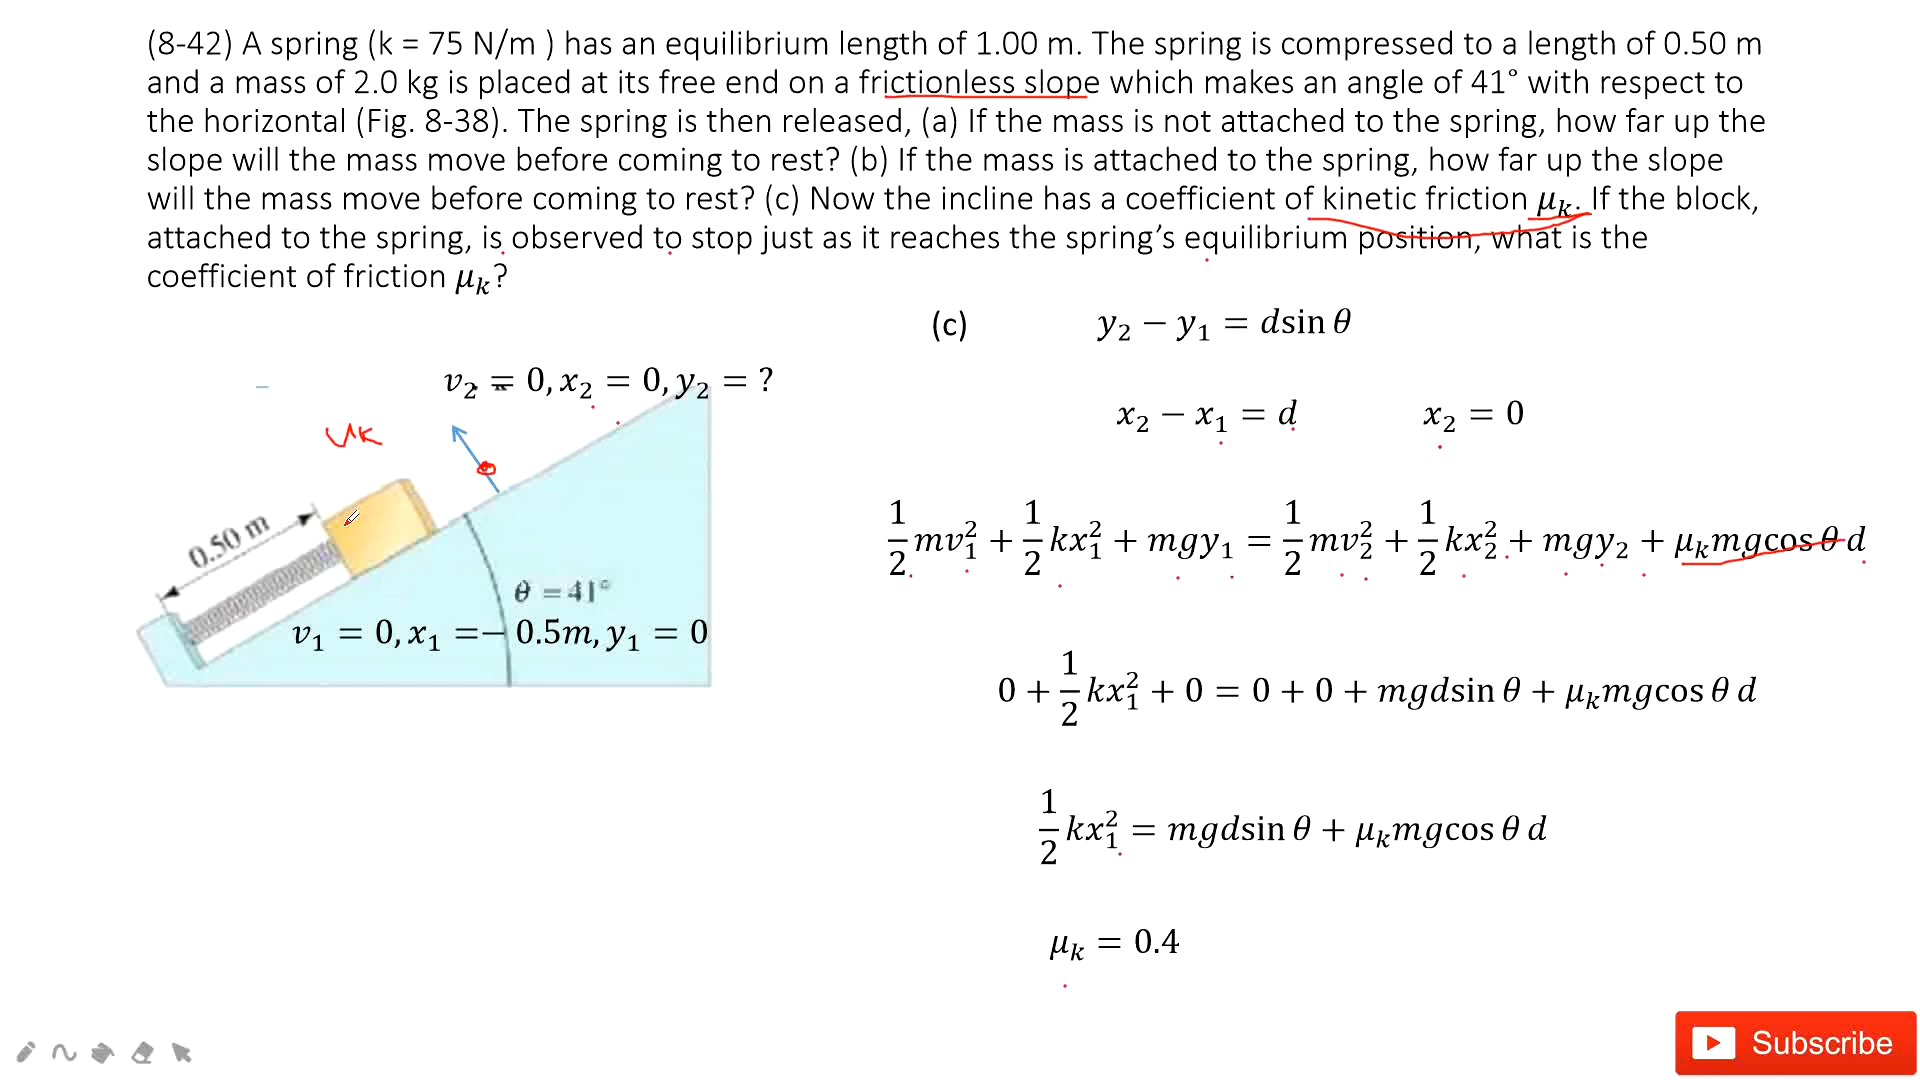 (8-42) A spring (k = 75 N/m ) has an equilibrium length of 1.00 m. The spring is compressed to a length of 0.50 m
and a mass of 2.0 kg is placed at its free end on a frictionless slope which makes an angle of 41° with respect to
the horizontal (Fig. 8-38). The spring is then released, (a) If the mass is not attached to the spring, how far up the
slope will the mass move before coming to rest? (b) If the mass is attached to the spring, how far up the slope
will the mass move before coming to rest? (c) Now the incline has a coefficient of kinetic friction μₖ. If the block,
attached to the spring, is observed to stop just as it reaches the spring’s equilibrium position, what is the
coefficient of friction μₖ?
(c) y₂ − y₁ = dsin θ
v₂ = 0, x₂ = 0, y₂ = ?
x₂ − x₁ = d x₂ = 0
μk
0.50 m
½mv₁² + ½kx₁² + mgy₁ = ½mv₂² + ½kx₂² + mgy₂ + μₖmgcos θ d
θ = 41°
v₁ = 0, x₁ =− 0.5m, y₁ = 0
0 + ½kx₁² + 0 = 0 + 0 + mgdsin θ + μₖmgcos θ d
½kx₁² = mgdsin θ + μₖmgcos θ d
μₖ = 0.4
Subscribe